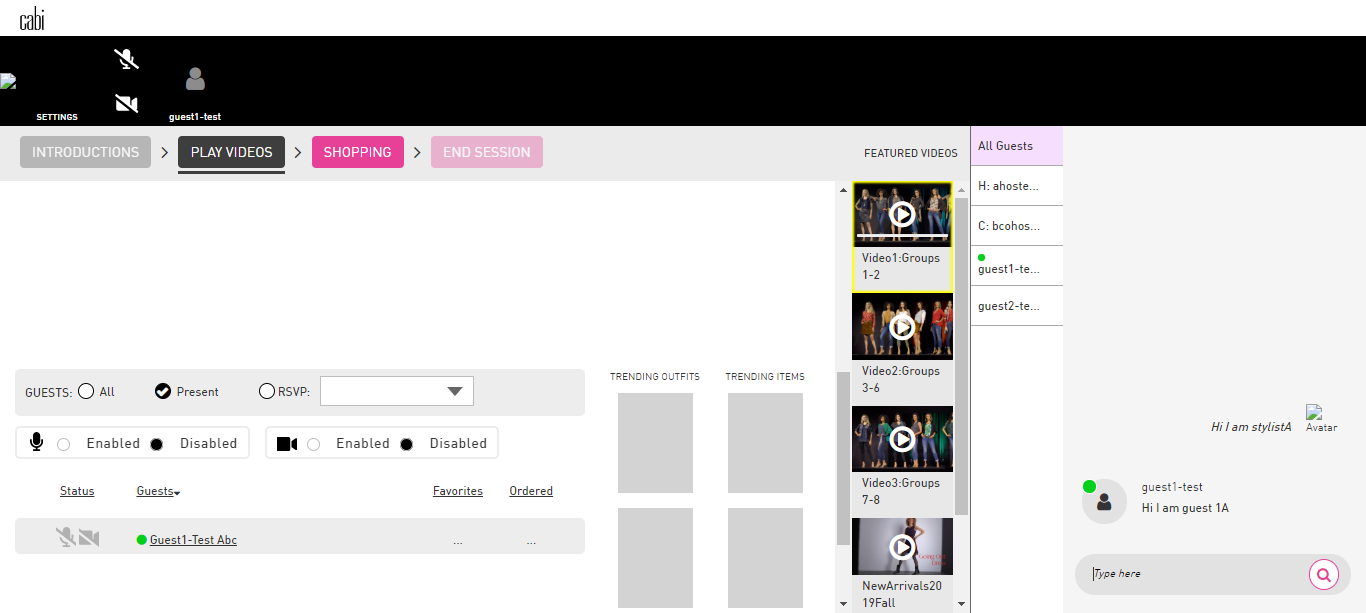 cabi
SETTINGS
guest1-test
INTRODUCTIONS
PLAY VIDEOS
SHOPPING
END SESSION
FEATURED VIDEOS
Video1:Groups
1-2
Video2:Groups
3-6
Video3:Groups
7-8
NewArrivals20
19Fall
GUESTS:
All
Present
RSVP:
Enabled
Disabled
Enabled
Disabled
Status
Guests
Favorites
Ordered
Guest1-Test Abc
...
...
TRENDING OUTFITS
TRENDING ITEMS
All Guests
H: ahoste...
C: bcohos...
guest1-te...
guest2-te...
Hi I am stylistA
Avatar
guest1-test
Hi I am guest 1A
Type here